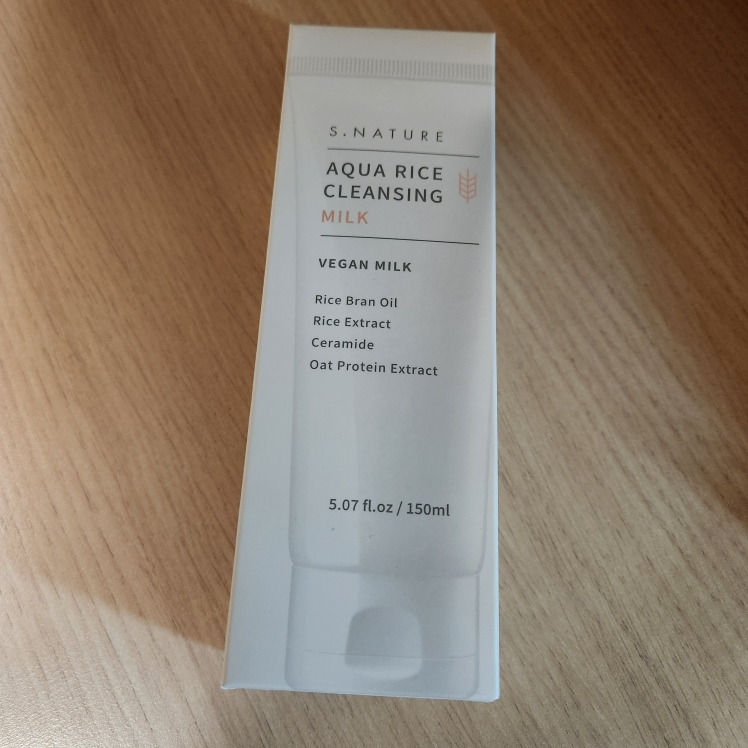 S.NATURE
AQUA RICE
CLEANSING
MILK
VEGAN MILK
Rice Bran Oil
Rice Extract
Ceramide
Oat Protein Extract
5.07 fl.oz / 150ml